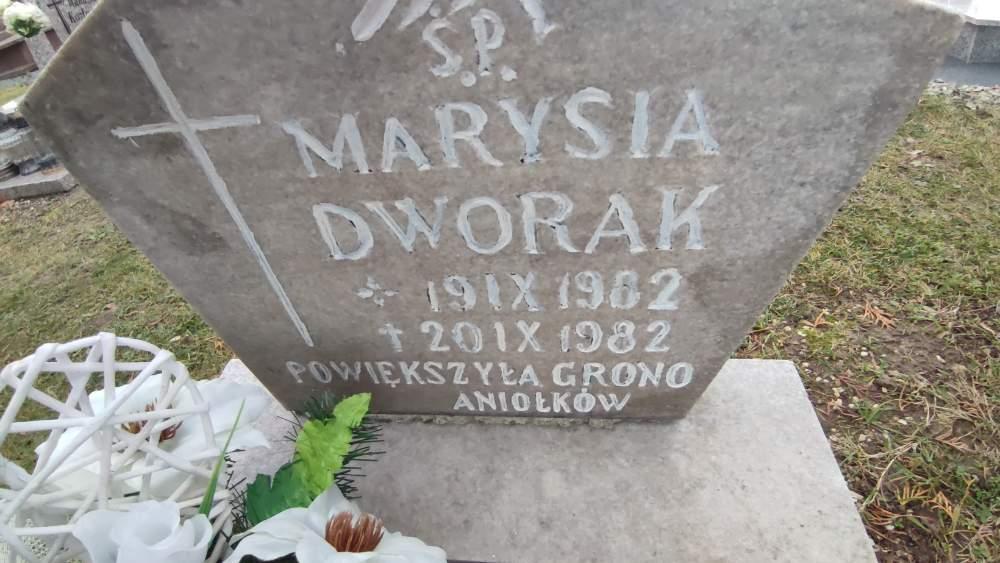 Ś.P.
MARYSIA
DWORAK
19 IX 1982
† 20 IX 1982
POWIĘKSZYŁA GRONO
ANIOŁKÓW